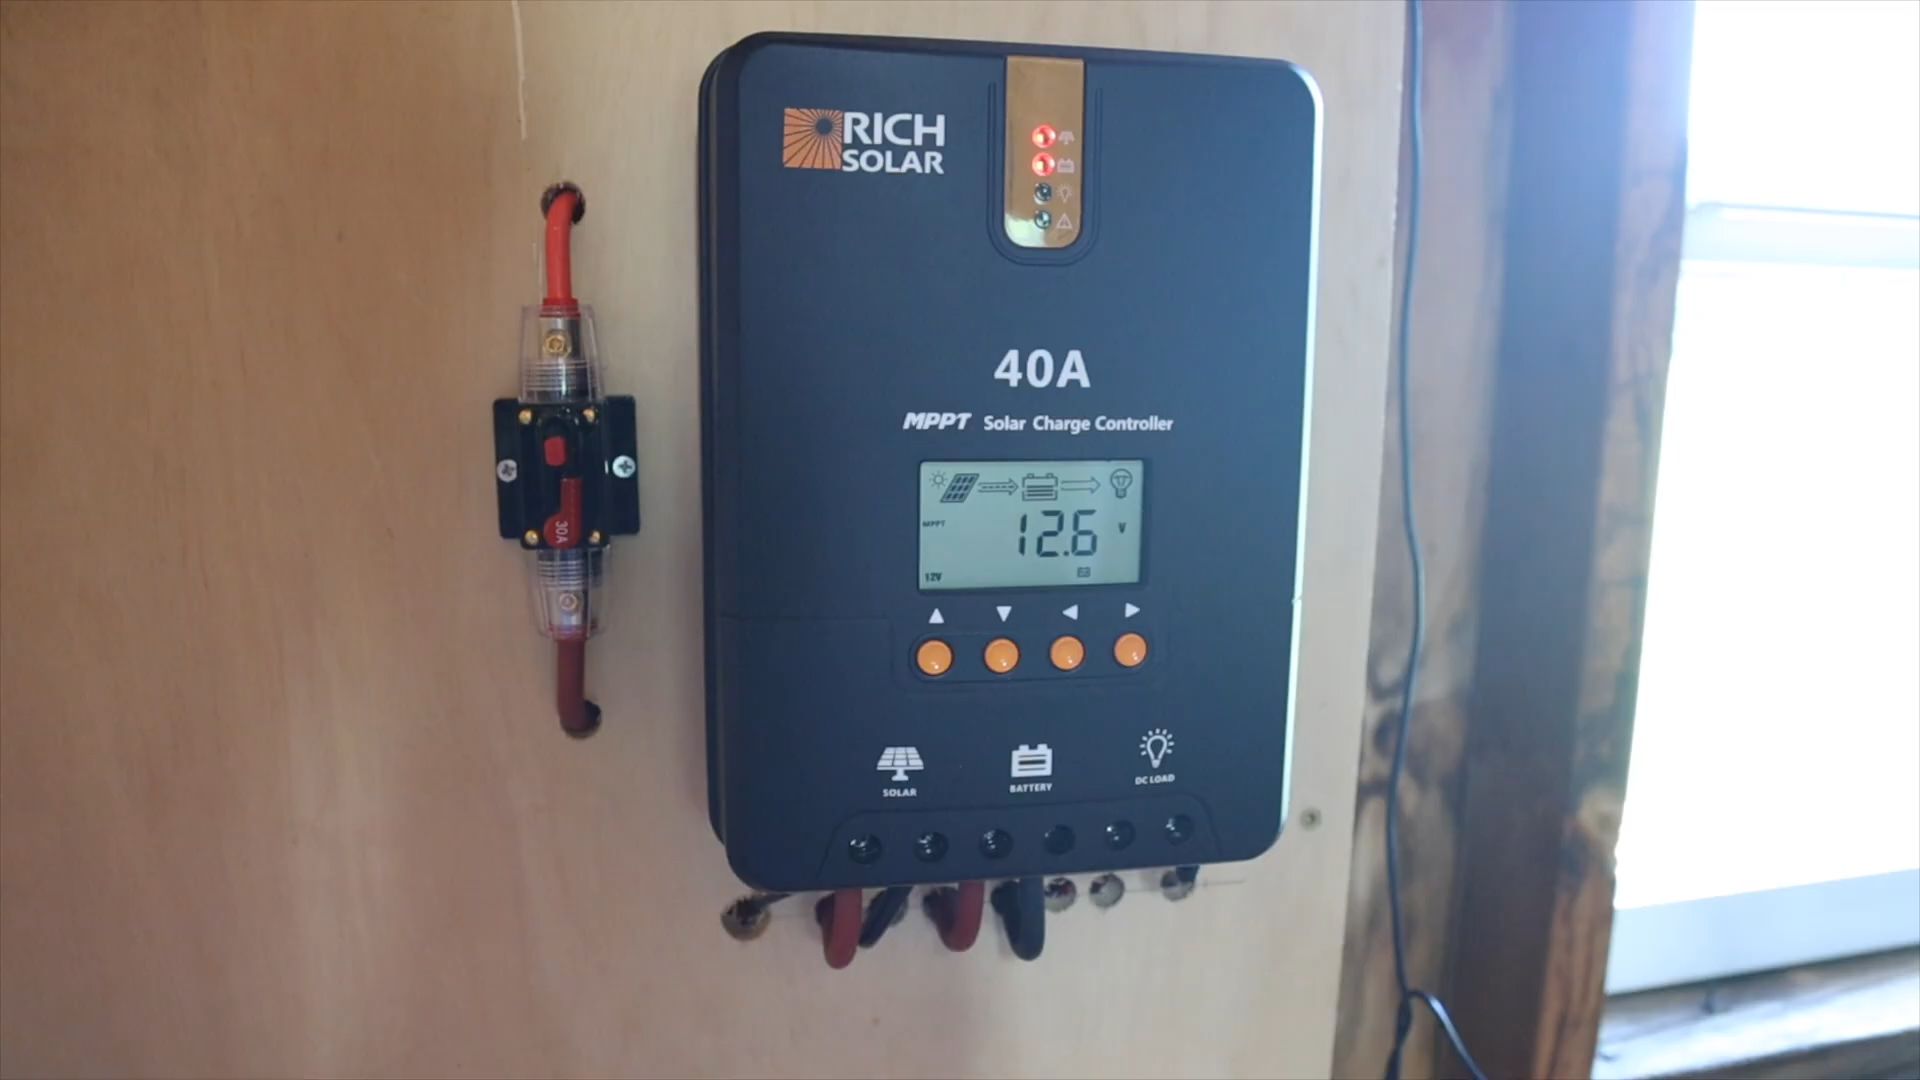 RICH
SOLAR
40A
MPPT Solar Charge Controller
MPPT
12.6 V
12V
30A
SOLAR
BATTERY
DC LOAD